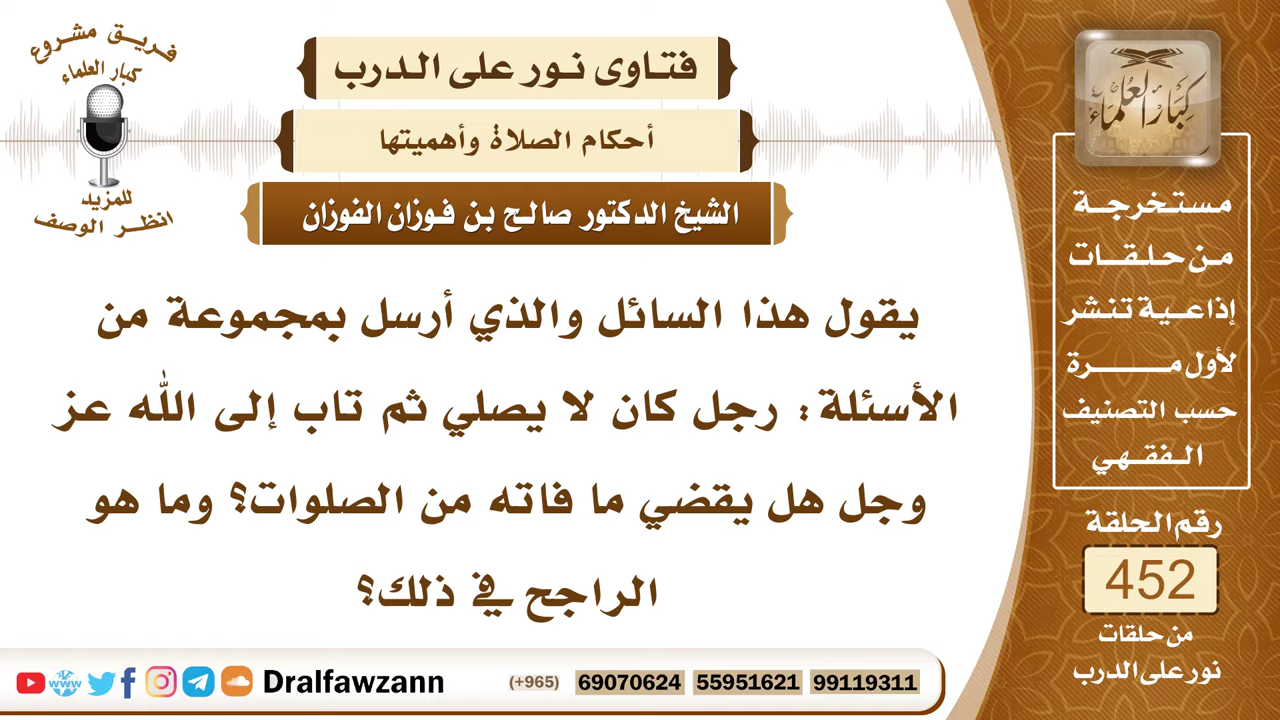 فريق مشروع
كبار العلماء
للمزيد
انظر الوصف
فتاوى نور على الدرب
أحكام الصلاة وأهميتها
الشيخ الدكتور صالح بن فوزان الفوزان
يقول هذا السائل والذي أرسل بمجموعة من
الأسئلة: رجل كان لا يصلي ثم تاب إلى الله عز
وجل هل يقضي ما فاته من الصلوات؟ وما هو
الراجح في ذلك؟
كبار العلماء
مستخرجة
من حلقات
إذاعية تنشر
لأول مرة
حسب التصنيف
الفقهي
رقم الحلقة
452
من حلقات
نور على الدرب
www Dralfawzann (+965) 69070624 55951621 99119311